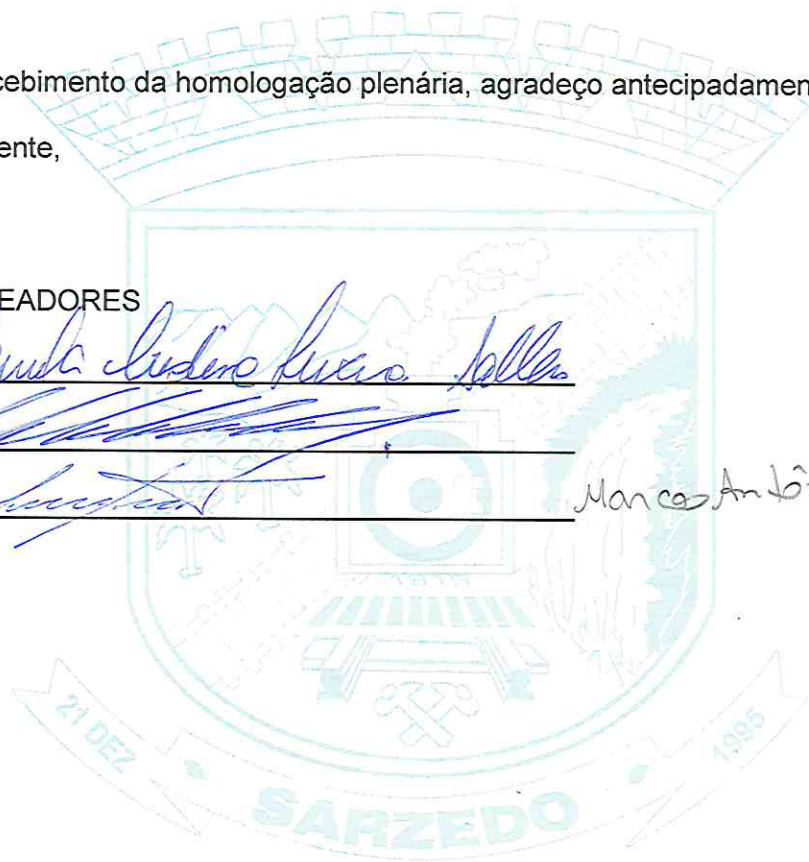 cebimento da homologação plenária, agradeço antecipadamen
ente,
EADORES
Marcos Antô
21 DEZ
1995
SARZEDO